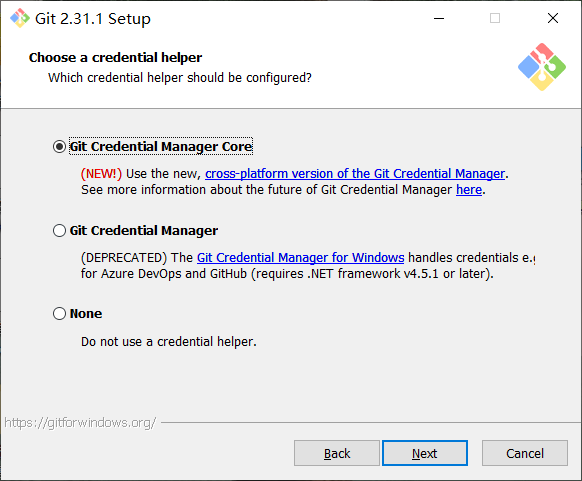 Git 2.31.1 Setup
Choose a credential helper
Which credential helper should be configured?
Git Credential Manager Core
(NEW!) Use the new, cross-platform version of the Git Credential Manager.
See more information about the future of Git Credential Manager here.
Git Credential Manager
(DEPRECATED) The Git Credential Manager for Windows handles credentials e.g
for Azure DevOps and GitHub (requires .NET framework v4.5.1 or later).
None
Do not use a credential helper.
https://gitforwindows.org/
Back Next Cancel